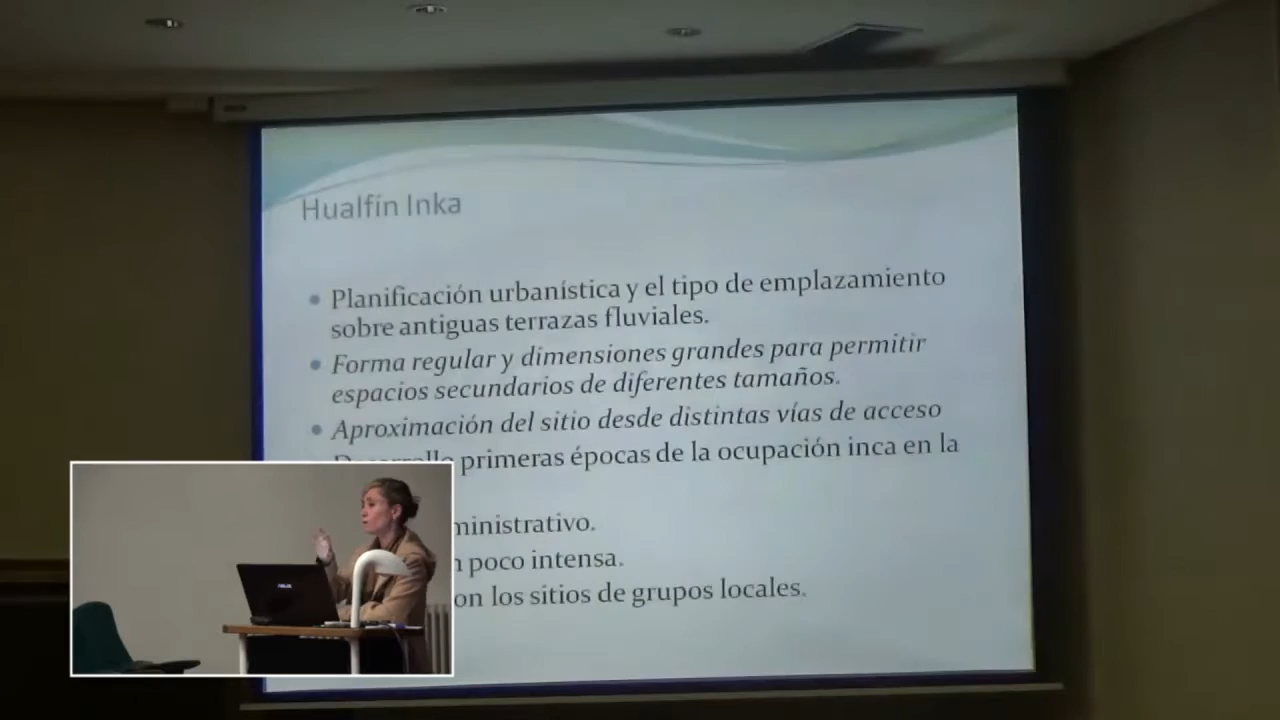 Hualfín Inka
Planificación urbanística y el tipo de emplazamiento
sobre antiguas terrazas fluviales.
Forma regular y dimensiones grandes para permitir
espacios secundarios de diferentes tamaños.
Aproximación del sitio desde distintas vías de acceso
primeras épocas de la ocupación inca en la
poco intensa.
los sitios de grupos locales.
ASUS